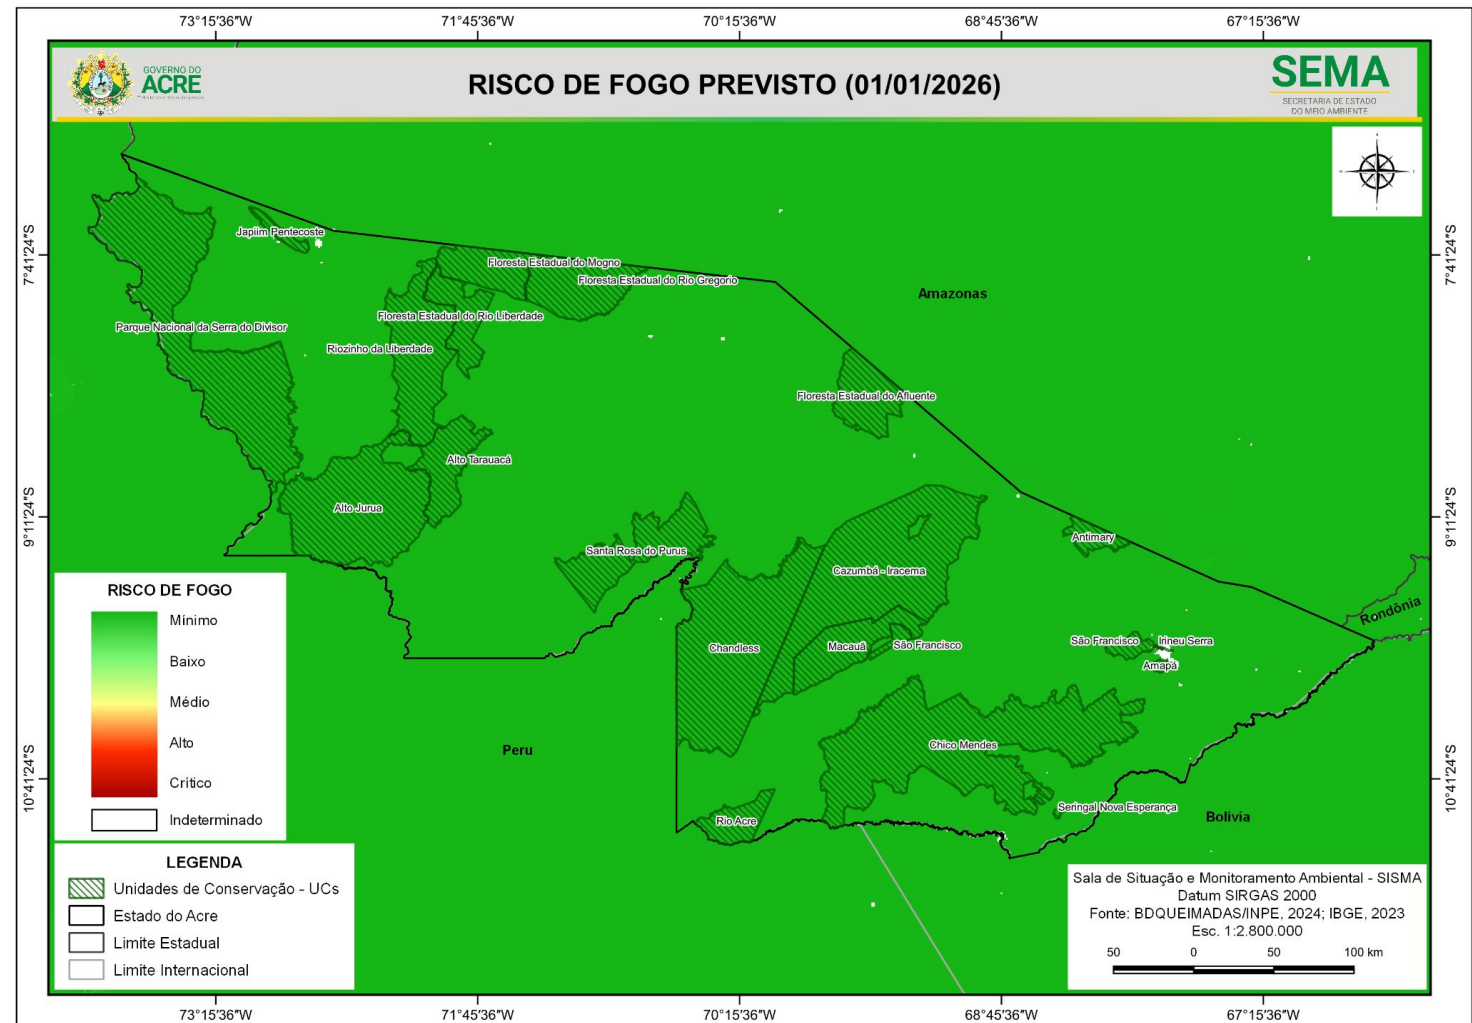 73°15'36"W
71°45'36"W
70°15'36"W
68°45'36"W
67°15'36"W
GOVERNO DO
ACRE
RISCO DE FOGO PREVISTO (01/01/2026)
SEMA
SECRETARIA DE ESTADO
DO MEIO AMBIENTE
7°41'24"S
7°41'24"S
Japiim Pentecoste
Floresta Estadual do Mogno
Floresta Estadual do Rio Gregorio
Amazonas
Floresta Estadual do Rio Liberdade
Parque Nacional da Serra do Divisor
Riozinho da Liberdade
Floresta Estadual do Afluente
Alto Tarauacá
Alto Jurua
9°11'24"S
9°11'24"S
Antimary
Santa Rosa do Purus
Cazumbá - Iracema
Rondônia
Chandless
Macauã
São Francisco
São Francisco
Irineu Serra
Amapá
Peru
Chico Mendes
10°41'24"S
10°41'24"S
Seringal Nova Esperança
Rio Acre
Bolivia
RISCO DE FOGO
Mínimo
Baixo
Médio
Alto
Crítico
Indeterminado
LEGENDA
Unidades de Conservação - UCs
Estado do Acre
Limite Estadual
Limite Internacional
Sala de Situação e Monitoramento Ambiental - SISMA
Datum SIRGAS 2000
Fonte: BDQUEIMADAS/INPE, 2024; IBGE, 2023
Esc. 1:2.800.000
50 0 50 100 km
73°15'36"W
71°45'36"W
70°15'36"W
68°45'36"W
67°15'36"W